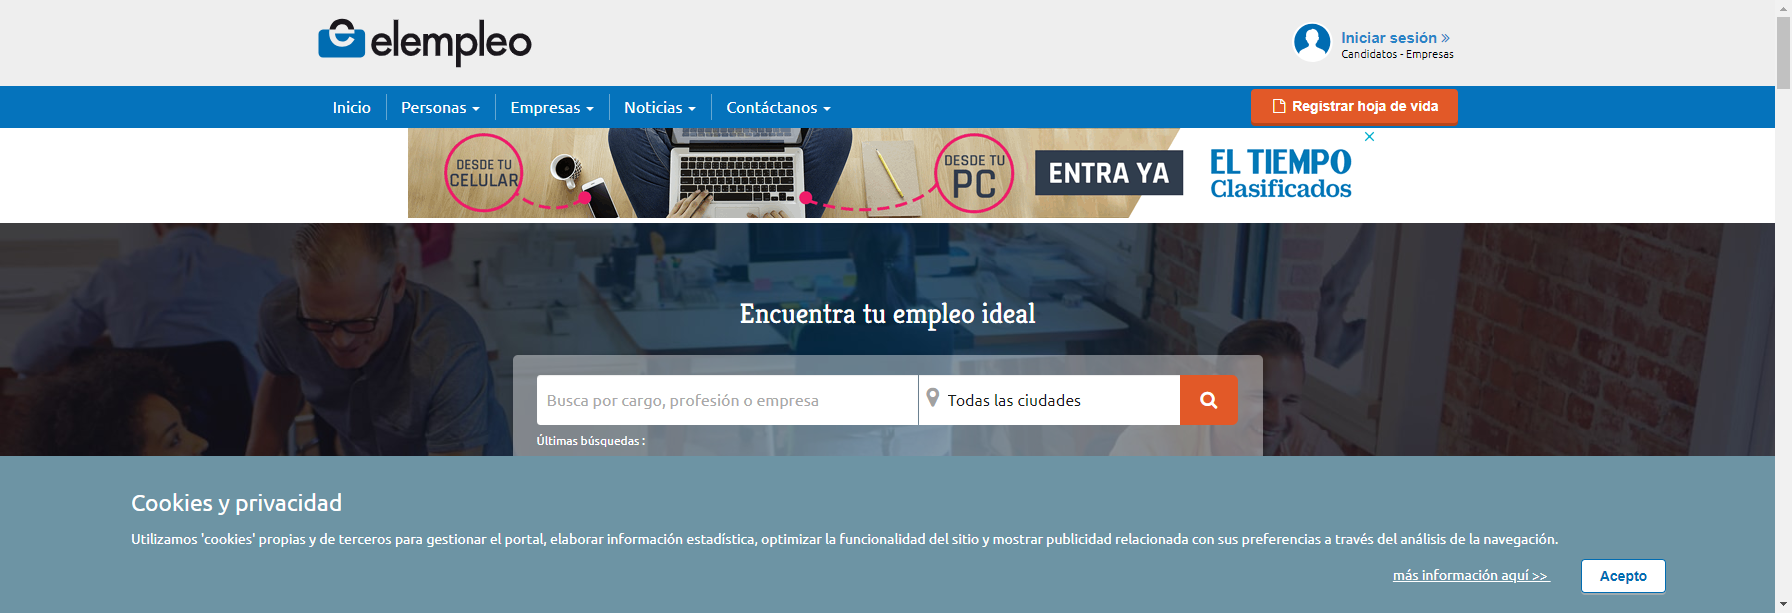 elempleo
Iniciar sesión »
Candidatos - Empresas
Inicio
Personas
Empresas
Noticias
Contáctanos
Registrar hoja de vida
DESDE TU
CELULAR
DESDE TU
PC
ENTRA YA
EL TIEMPO
Clasificados
Encuentra tu empleo ideal
Busca por cargo, profesión o empresa
Todas las ciudades
Últimas búsquedas :
Cookies y privacidad
Utilizamos 'cookies' propias y de terceros para gestionar el portal, elaborar información estadística, optimizar la funcionalidad del sitio y mostrar publicidad relacionada con sus preferencias a través del análisis de la navegación.
más información aquí >>
Acepto